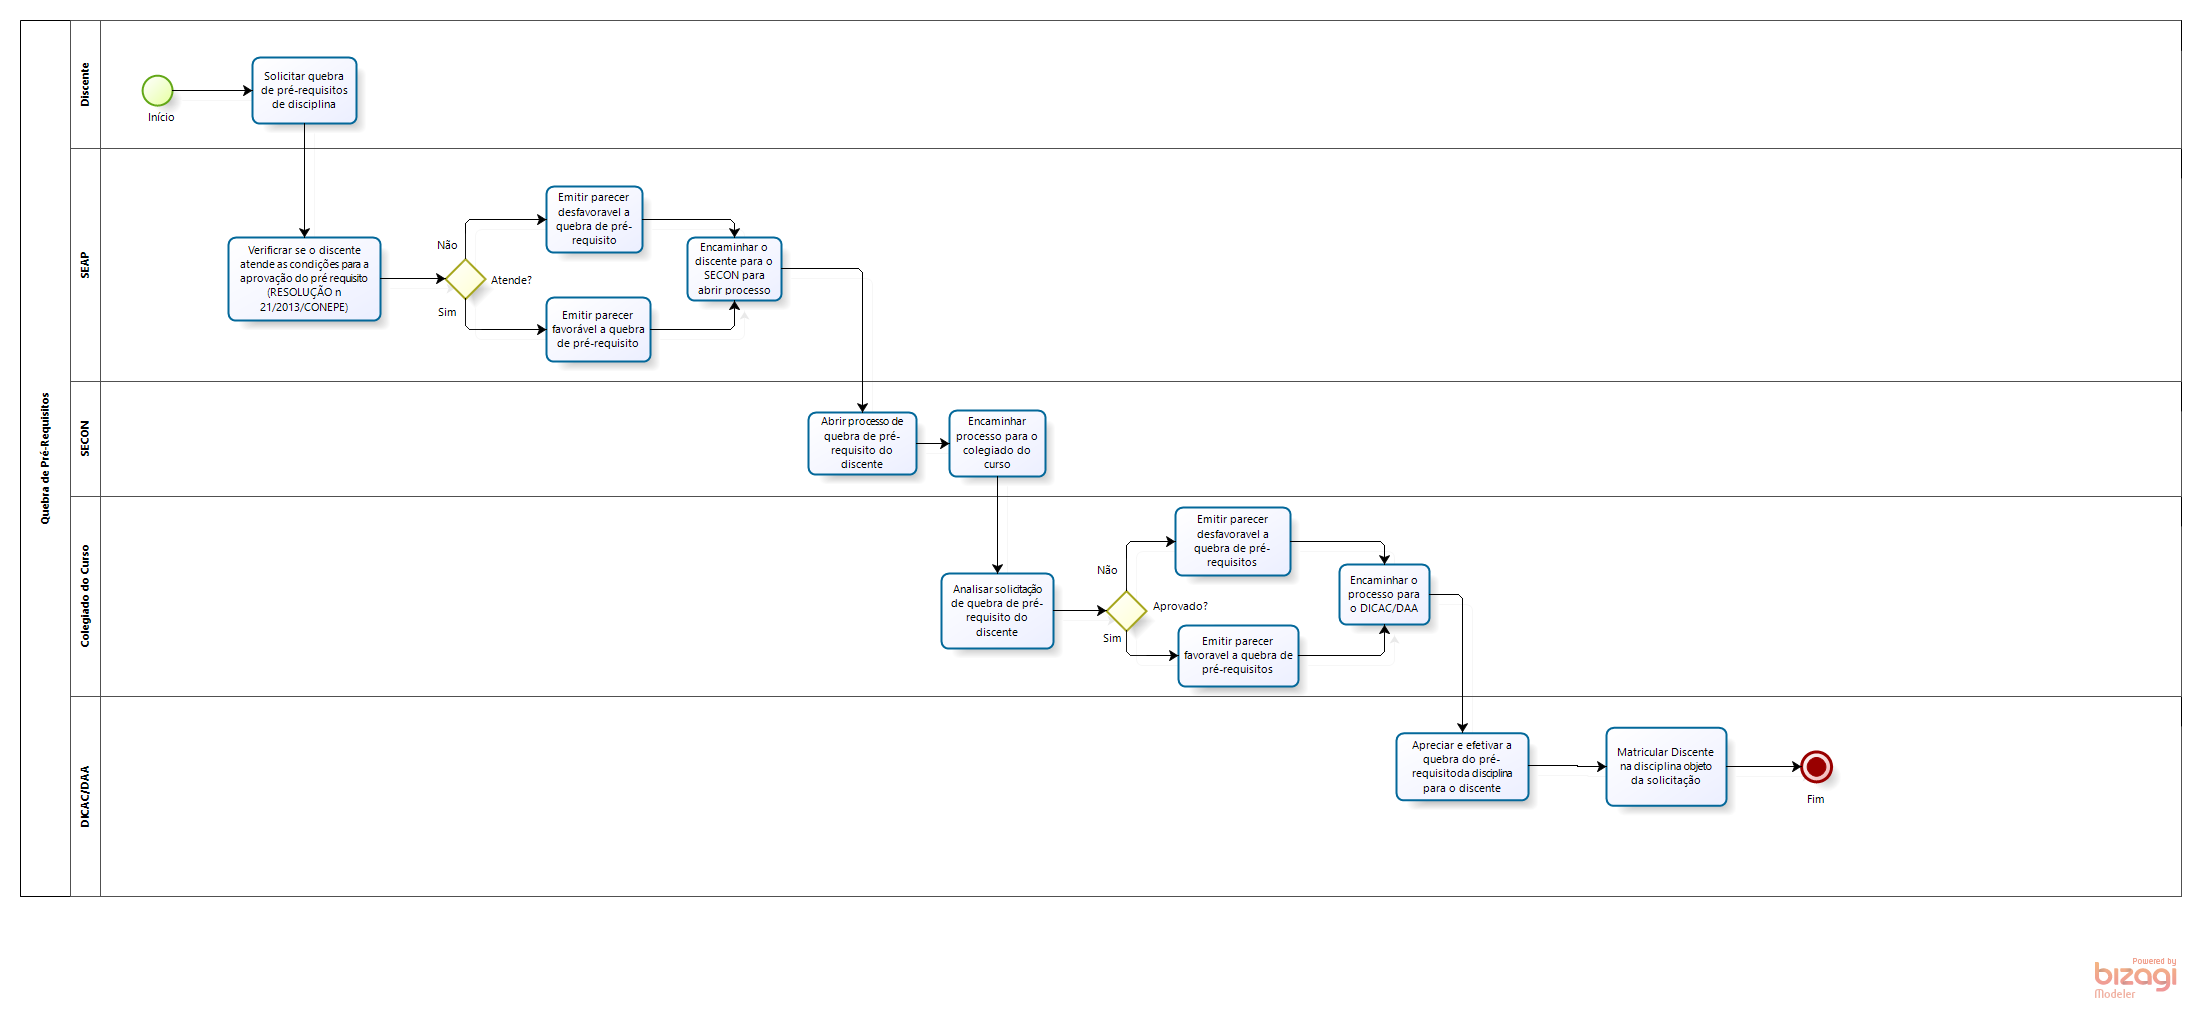 Quebra de Pré-Requisitos
Discente
Início
Solicitar quebra
de pré-requisitos
de disciplina
SEAP
Verificrar se o discente
atende as condições para a
aprovação do pré requisito
(RESOLUÇÃO n
21/2013/CONEPE)
Não
Atende?
Sim
Emitir parecer
desfavoravel a
quebra de pré-
requisito
Emitir parecer
favorável a quebra
de pré-requisito
Encaminhar o
discente para o
SECON para
abrir processo
SECON
Abrir processo de
quebra de pré-
requisito do
discente
Encaminhar
processo para o
colegiado do
curso
Colegiado do Curso
Analisar solicitação
de quebra de pré-
requisito do
discente
Não
Aprovado?
Sim
Emitir parecer
desfavoravel a
quebra de pré-
requisitos
Emitir parecer
favoravel a quebra de
pré-requisitos
Encaminhar o
processo para
o DICAC/DAA
DICAC/DAA
Apreciar e efetivar a
quebra do pré-
requisitoda disciplina
para o discente
Matricular Discente
na disciplina objeto
da solicitação
Fim
Powered by
bizagi
Modeler